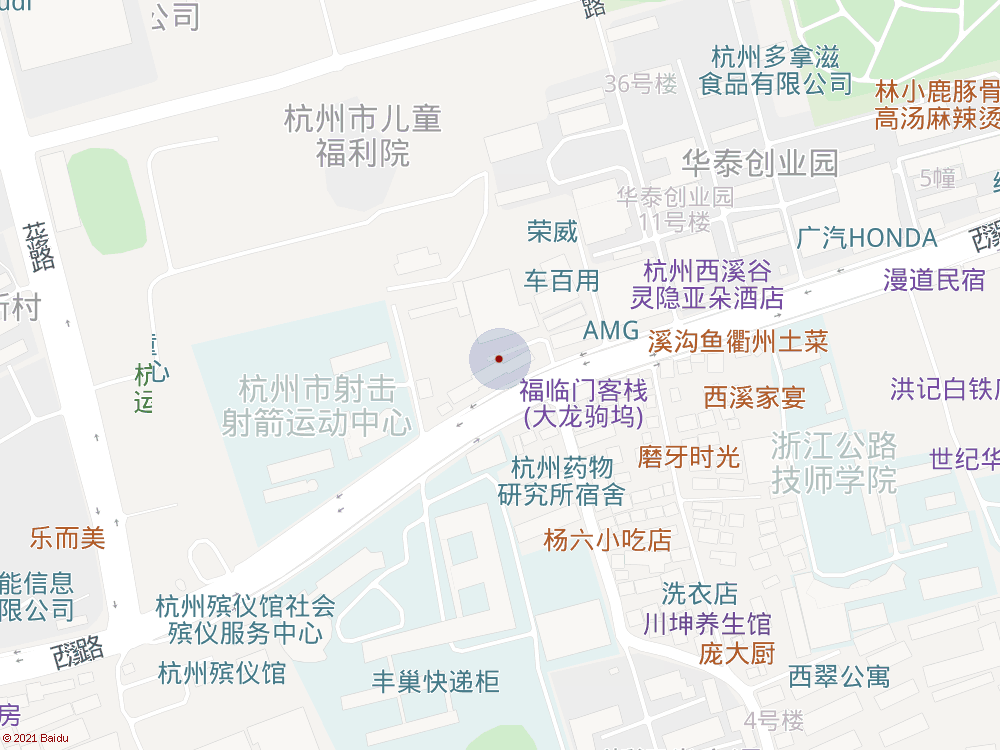 udi
公司
路
杭州多拿滋
食品有限公司
36号楼
林小鹿豚骨
高汤麻辣烫
杭州市儿童
福利院
华泰创业园
5幢
华泰创业园
11号楼
荣威
广汽HONDA
西溪
花
路
杭州西溪谷
灵隐亚朵酒店
漫道民宿
车百用
新村
AMG
溪沟鱼衢州土菜
童
心
杭
运
杭州市射击
射箭运动中心
福临门客栈
(大龙驹坞)
西溪家宴
洪记白铁店
浙江公路
技师学院
磨牙时光
世纪华
杭州药物
研究所宿舍
乐而美
杨六小吃店
能信息
限公司
洗衣店
杭州殡仪馆社会
殡仪服务中心
川坤养生馆
西溪路
庞大厨
杭州殡仪馆
丰巢快递柜
西翠公寓
房
4号楼
© 2021 Baidu